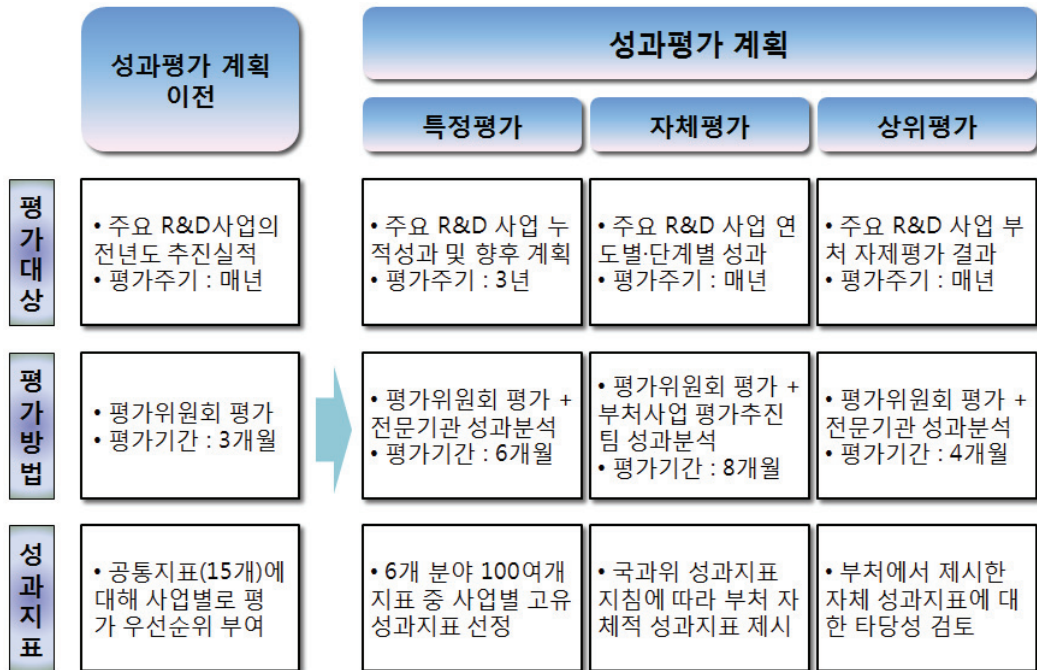 성과평가 계획
이전
성과평가 계획
특정평가
자체평가
상위평가
평
가
대
상
• 주요 R&D사업의
전년도 추진실적
• 평가주기 : 매년
• 주요 R&D 사업 누
적성과 및 향후 계획
• 평가주기 : 3년
• 주요 R&D 사업 연
도별·단계별 성과
• 평가주기 : 매년
• 주요 R&D 사업 부
처 자제평가 결과
• 평가주기 : 매년
평
가
방
법
• 평가위원회 평가
• 평가기간 : 3개월
• 평가위원회 평가 +
전문기관 성과분석
• 평가기간 : 6개월
• 평가위원회 평가 +
부처사업 평가추진
팀 성과분석
• 평가기간 : 8개월
• 평가위원회 평가 +
전문기관 성과분석
• 평가기간 : 4개월
성
과
지
표
• 공통지표(15개)에
대해 사업별로 평
가 우선순위 부여
• 6개 분야 100여개
지표 중 사업별 고유
성과지표 선정
• 국과위 성과지표
지침에 따라 부처 자
체적 성과지표 제시
• 부처에서 제시한
자체 성과지표에 대
한 타당성 검토